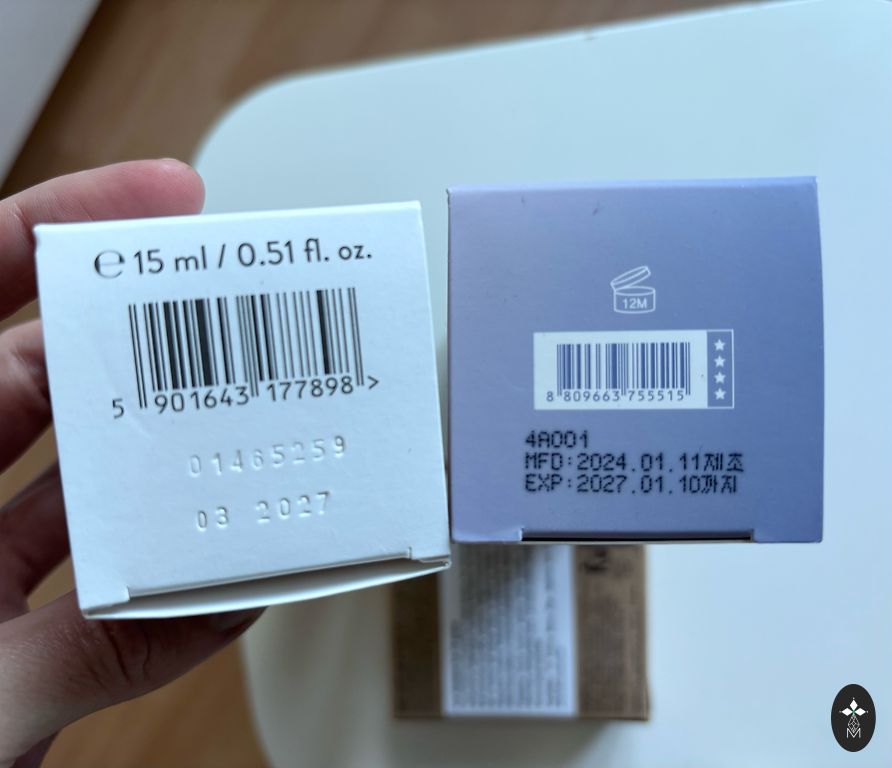 ℮ 15 ml / 0.51 fl. oz.
5 901643 177898 >
01465259
03 2027
12M
8 809663 755515
4A001
MFD:2024.01.11제조
EXP:2027.01.10까지
M